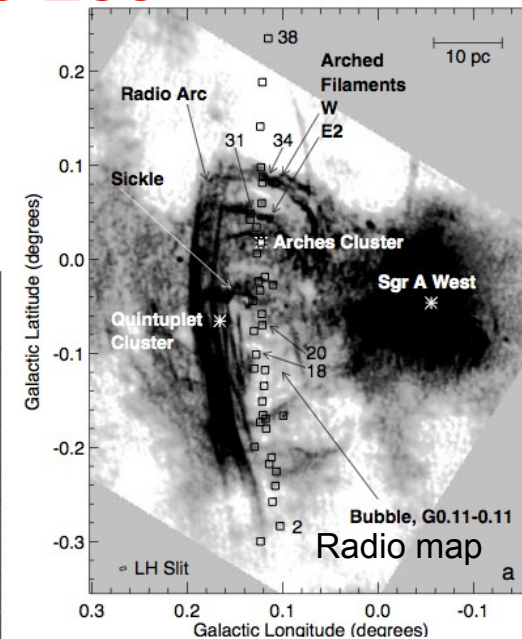 38
0.2
Arched
Filaments
W
E2
10 pc
Radio Arc
31
34
0.1
Sickle
Arches Cluster
0.0
Sgr A West
Quintuplet
Cluster
20
18
-0.1
-0.2
Bubble, G0.11-0.11
2
-0.3
Radio map
LH Slit
a
0.3
0.2
0.1
0.0
-0.1
Galactic Longitude (degrees)
Galactic Latitude (degrees)